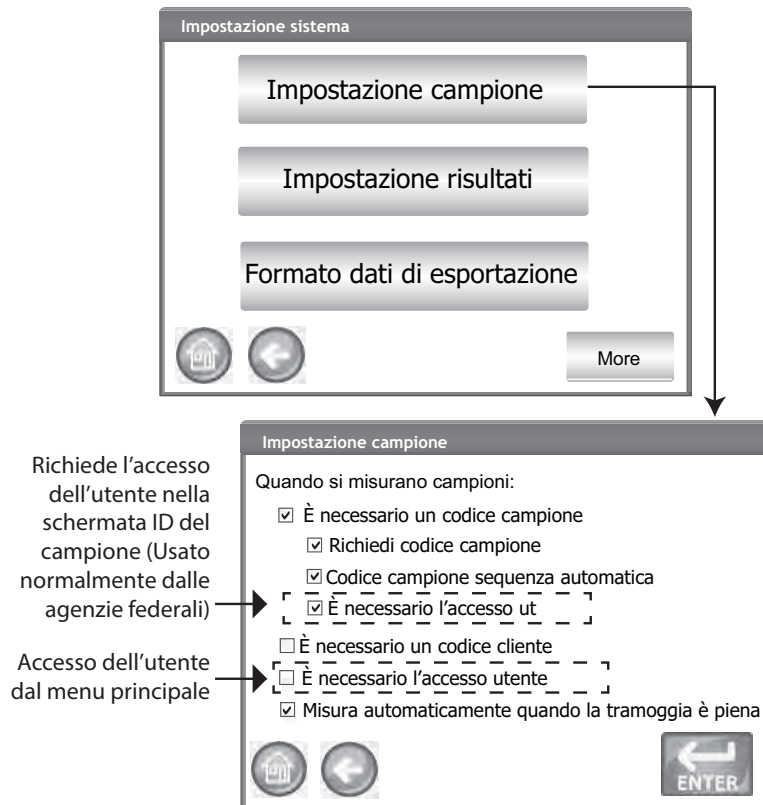 Impostazione sistema
Impostazione campione
Impostazione risultati
Formato dati di esportazione
More
Impostazione campione
Quando si misurano campioni:
È necessario un codice campione
Richiedi codice campione
Codice campione sequenza automatica
È necessario l'accesso ut
È necessario un codice cliente
È necessario l'accesso utente
Misura automaticamente quando la tramoggia è piena
ENTER
Richiede l'accesso
dell'utente nella
schermata ID del
campione (Usato
normalmente dalle
agenzie federali)
Accesso dell'utente
dal menu principale